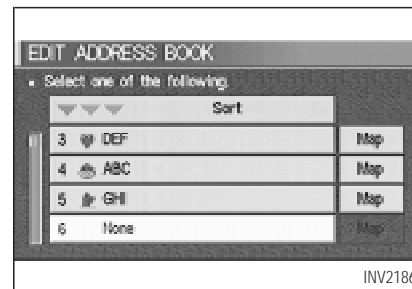 EDIT ADDRESS BOOK
Select one of the following.
Sort
3 DEF Map
4 ABC Map
5 GHI Map
6 None Map
INV2186